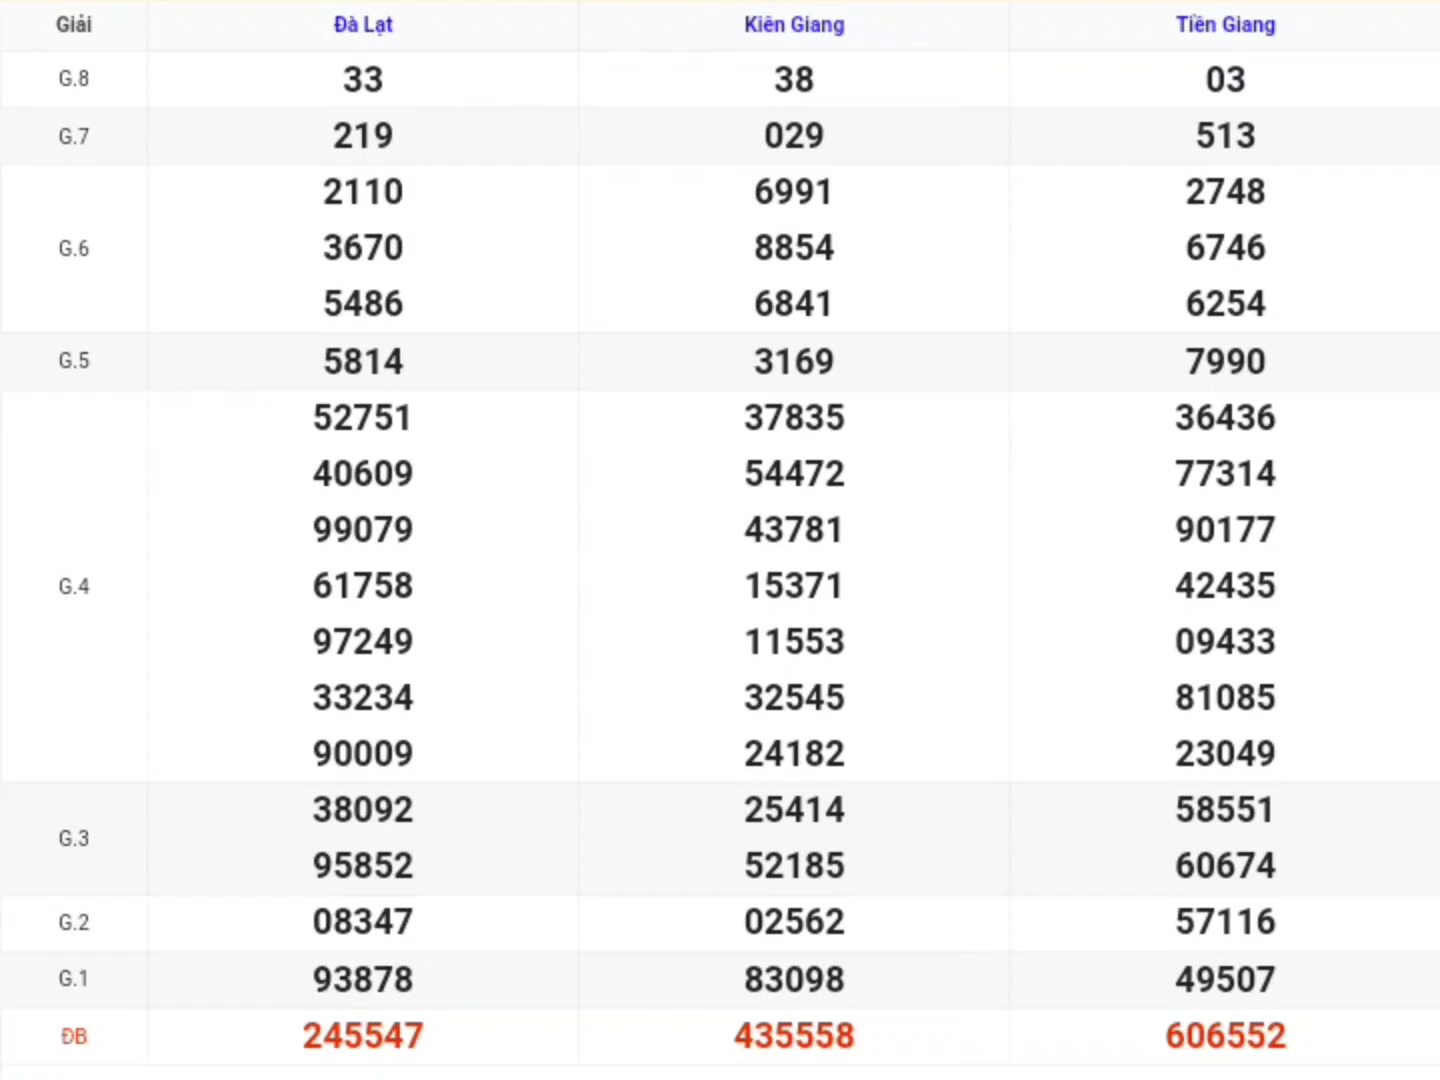 Giải Đà Lạt Kiên Giang Tiền Giang
G.8 33 38 03
G.7 219 029 513
2110 6991 2748
G.6 3670 8854 6746
5486 6841 6254
G.5 5814 3169 7990
52751 37835 36436
40609 54472 77314
99079 43781 90177
G.4 61758 15371 42435
97249 11553 09433
33234 32545 81085
90009 24182 23049
38092 25414 58551
G.3
95852 52185 60674
G.2 08347 02562 57116
G.1 93878 83098 49507
ĐB 245547 435558 606552